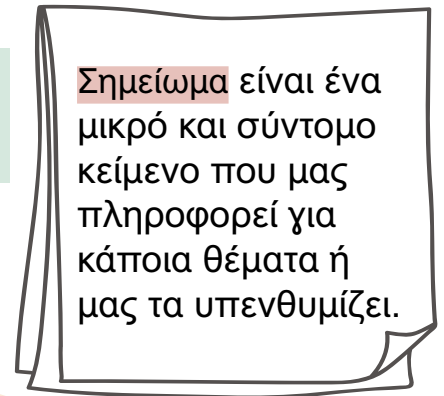 Σημείωμα είναι ένα
μικρό και σύντομο
κείμενο που μας
πληροφορεί για
κάποια θέματα ή
μας τα υπενθυμίζει.